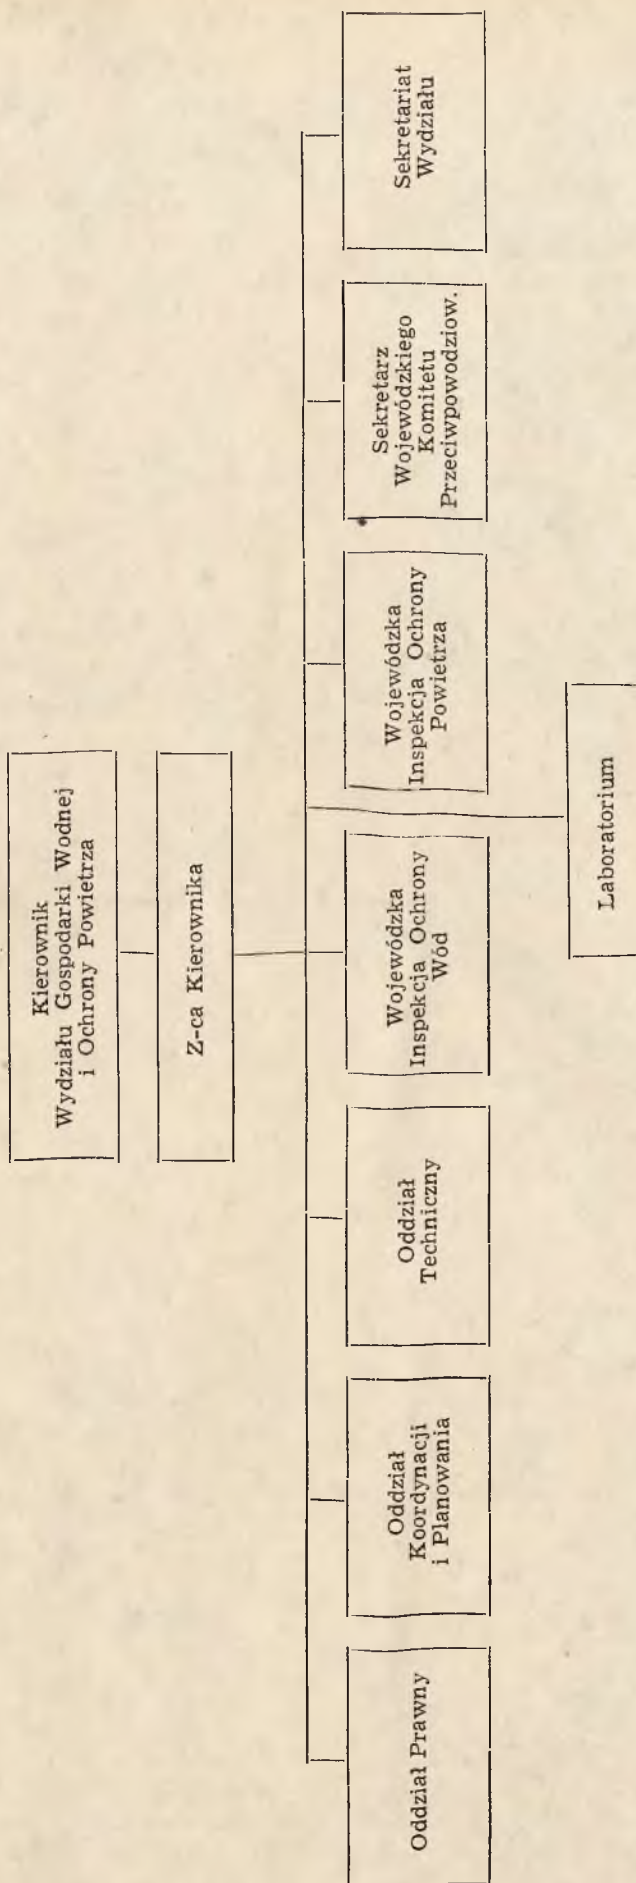 Kierownik
Wydziału Gospodarki Wodnej
i Ochrony Powietrza
Z-ca Kierownika
Oddział Prawny
Oddział
Koordynacji
i Planowania
Oddział
Techniczny
Wojewódzka
Inspekcja Ochrony
Wód
Wojewódzka
Inspekcja Ochrony
Powietrza
Sekretarz
Wojewódzkiego
Komitetu
Przeciwpowodziow.
Sekretariat
Wydziału
Laboratorium